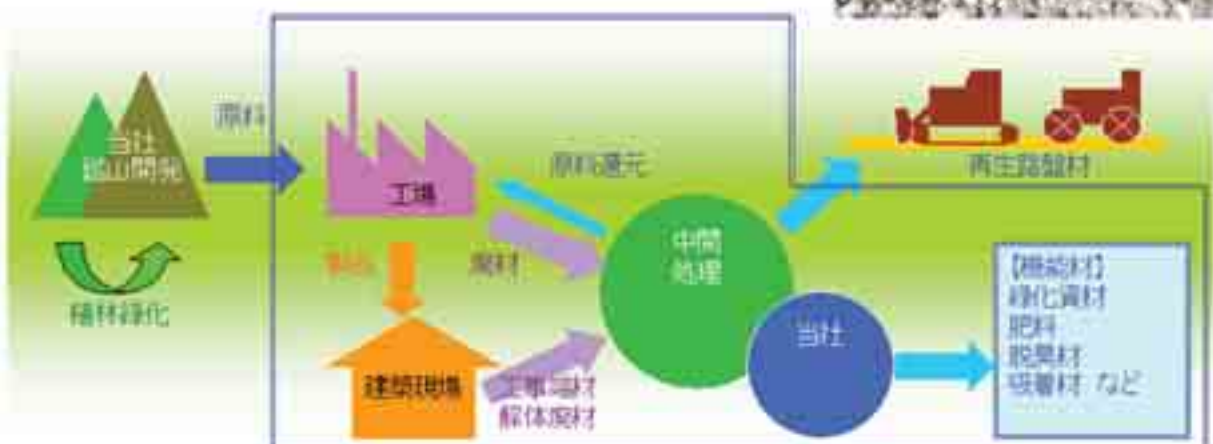 当社
鉱山開発
原料
植林緑化
工場
原料還元
廃材
製品
建築現場
工事端材
解体廃材
中間
処理
当社
再生路盤材
【機能材】
緑化資材
肥料
脱臭材
吸着材 など